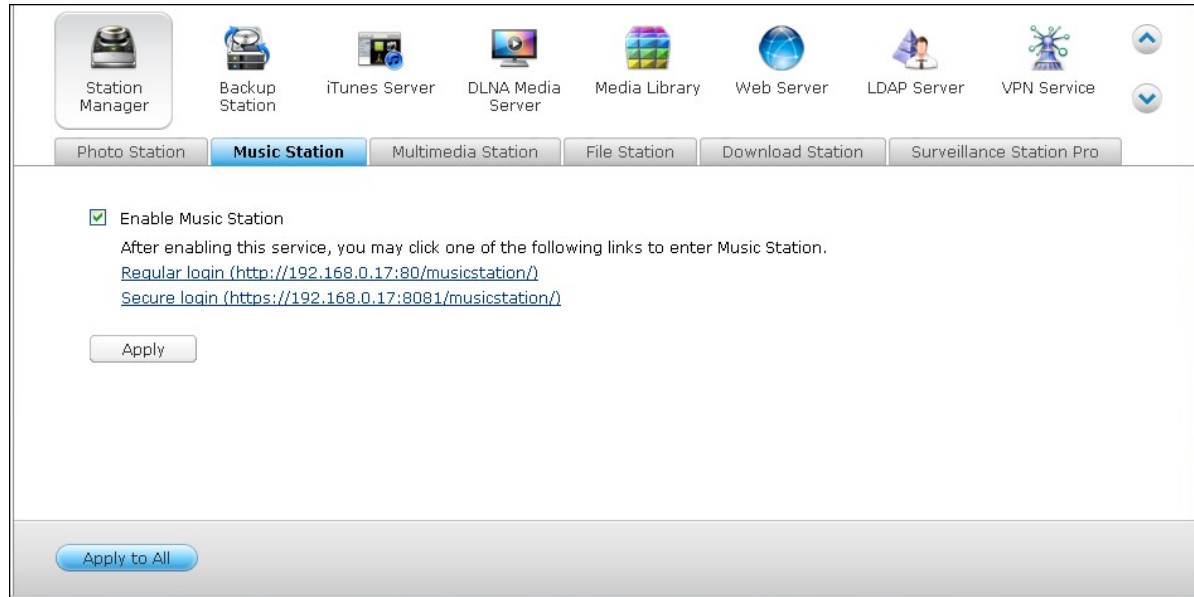 Station Manager
Backup Station
iTunes Server
DLNA Media Server
Media Library
Web Server
LDAP Server
VPN Service
Photo Station
Music Station
Multimedia Station
File Station
Download Station
Surveillance Station Pro
Enable Music Station
After enabling this service, you may click one of the following links to enter Music Station.
Regular login (http://192.168.0.17:80/musicstation/)
Secure login (https://192.168.0.17:8081/musicstation/)
Apply
Apply to All